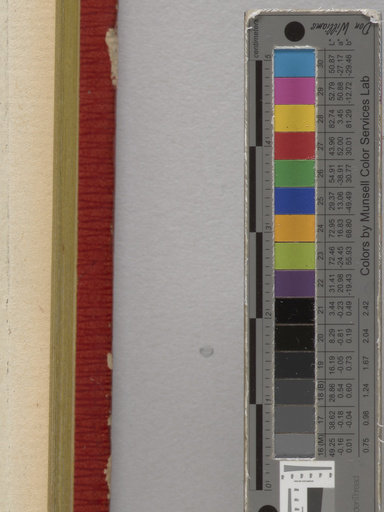 Don Williams
Colors by Munsell Color Services Lab
centimeters
L* 50.87 52.79 82.74 43.96 54.91 29.37 72.95 72.46 31.41 3.44 8.29 16.19 28.86 38.62 49.25
a* -27.17 50.88 3.45 52.00 -38.91 13.06 16.83 -24.45 20.98 -0.23 -0.81 -0.05 0.54 -0.18 -0.16
b* -29.46 -12.72 81.29 30.01 30.77 -49.49 68.80 55.93 -19.43 0.49 0.19 0.73 0.60 -0.04 0.01
30 29 28 27 26 25 24 23 22 21 20 19 18 (B) 17 16 (M)
2.42 2.04 1.67 1.24 0.98 0.75